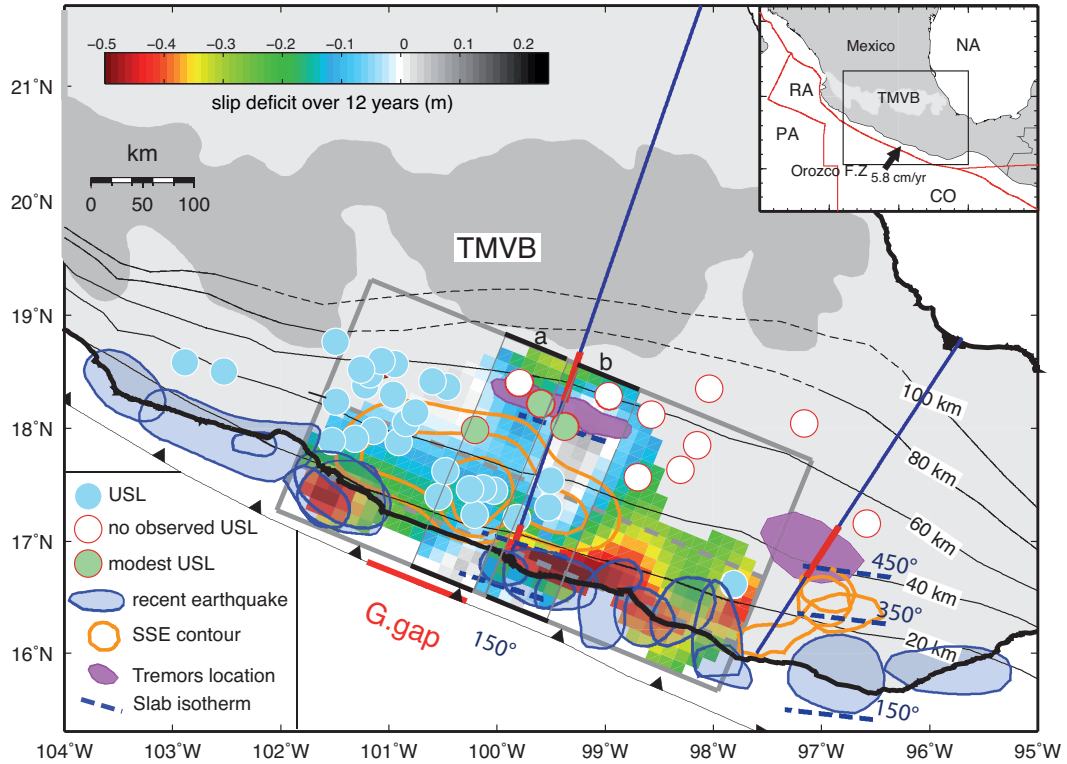 −0.5 −0.4 −0.3 −0.2 −0.1 0 0.1 0.2
slip deficit over 12 years (m)
km
0 50 100
Mexico
NA
TMVB
RA
PA
Orozco F.Z
5.8 cm/yr
CO
TMVB
a
b
100 km
80 km
60 km
40 km
20 km
450°
350°
150°
150°
G.gap
USL
no observed USL
modest USL
recent earthquake
SSE contour
Tremors location
Slab isotherm
21°N
20°N
19°N
18°N
17°N
16°N
104°W 103°W 102°W 101°W 100°W 99°W 98°W 97°W 96°W 95°W